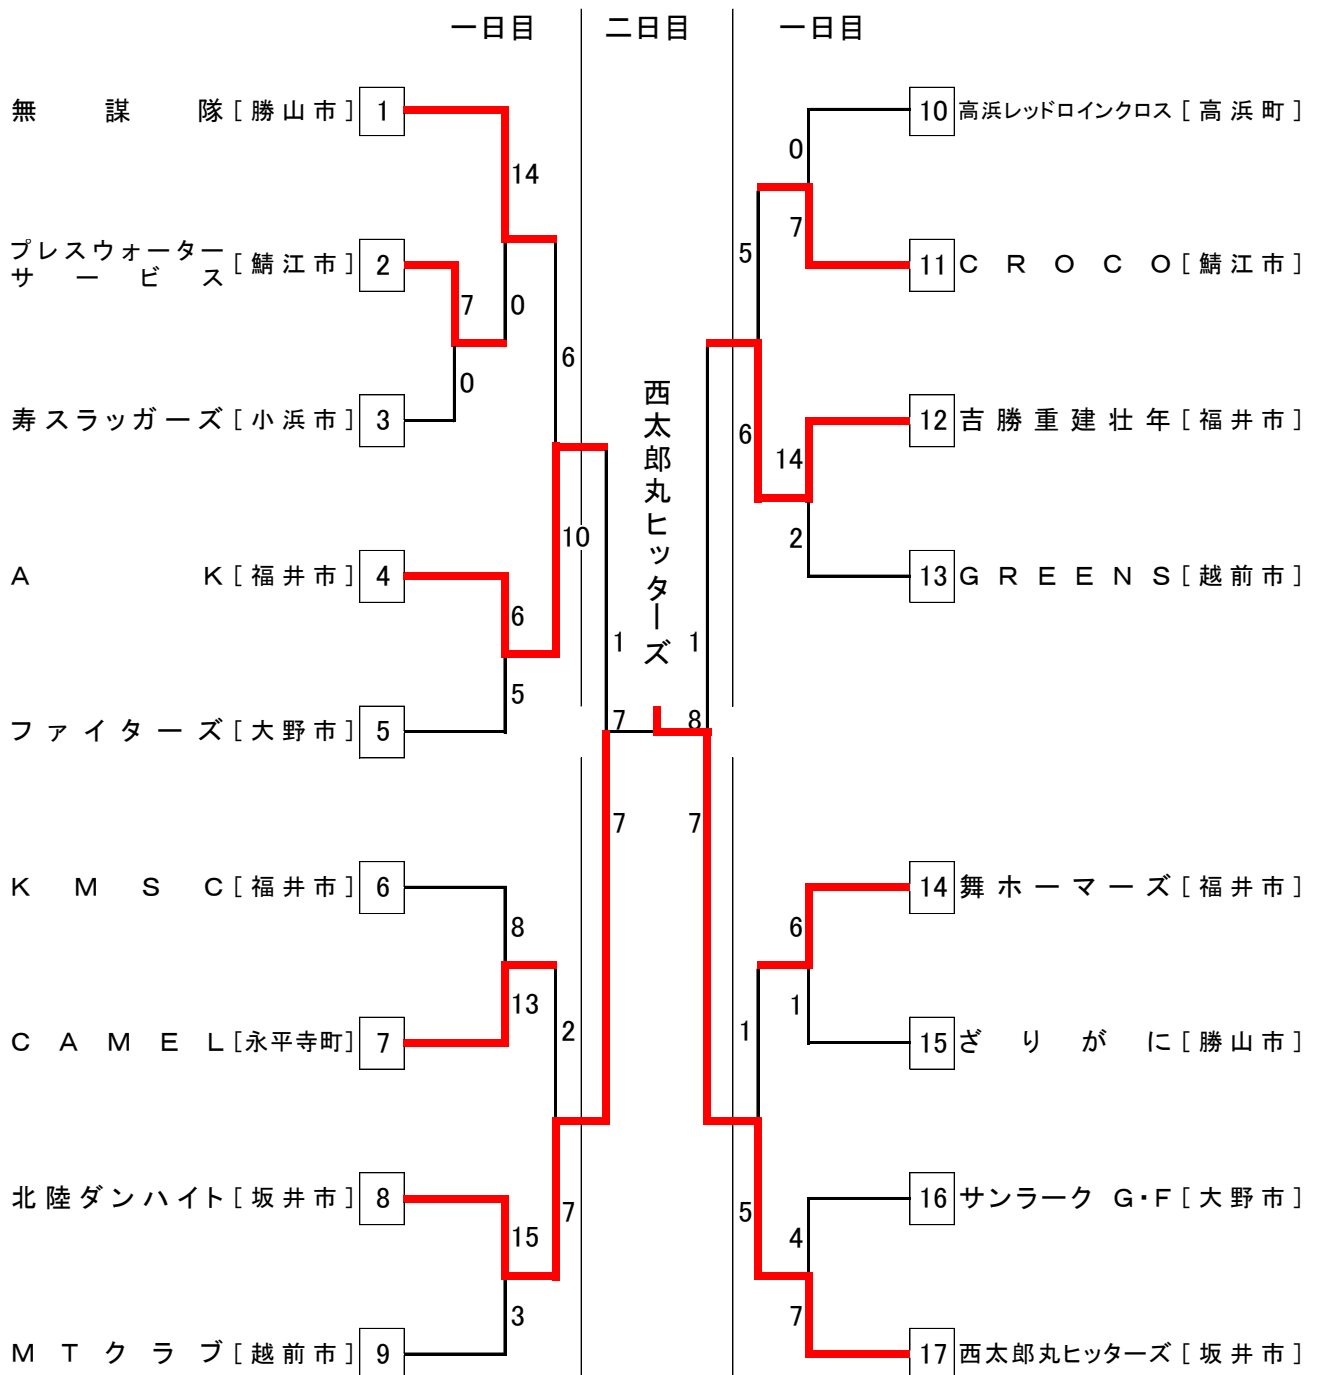 一日目 二日目 一日目
無謀隊 [勝山市] 1
14
プレスウォーター
サービス [鯖江市] 2
7 0
0
寿スラッガーズ [小浜市] 3
6
10
AK [福井市] 4
6
5
ファイターズ [大野市] 5
1
7
7
KMSC [福井市] 6
8
13
CAMEL [永平寺町] 7
2
北陸ダンハイト [坂井市] 8
15
7
3
MTクラブ [越前市] 9
西太郎丸ヒッターズ
10 高浜レッドロインクロス [高浜町]
0
7
5
11 CROCO [鯖江市]
12 吉勝重建壮年 [福井市]
6
14
2
13 GREENS [越前市]
1
8
7
14 舞ホーマーズ [福井市]
6
1
1
15 ざりがに [勝山市]
16 サンラーク G・F [大野市]
5
4
7
17 西太郎丸ヒッターズ [坂井市]